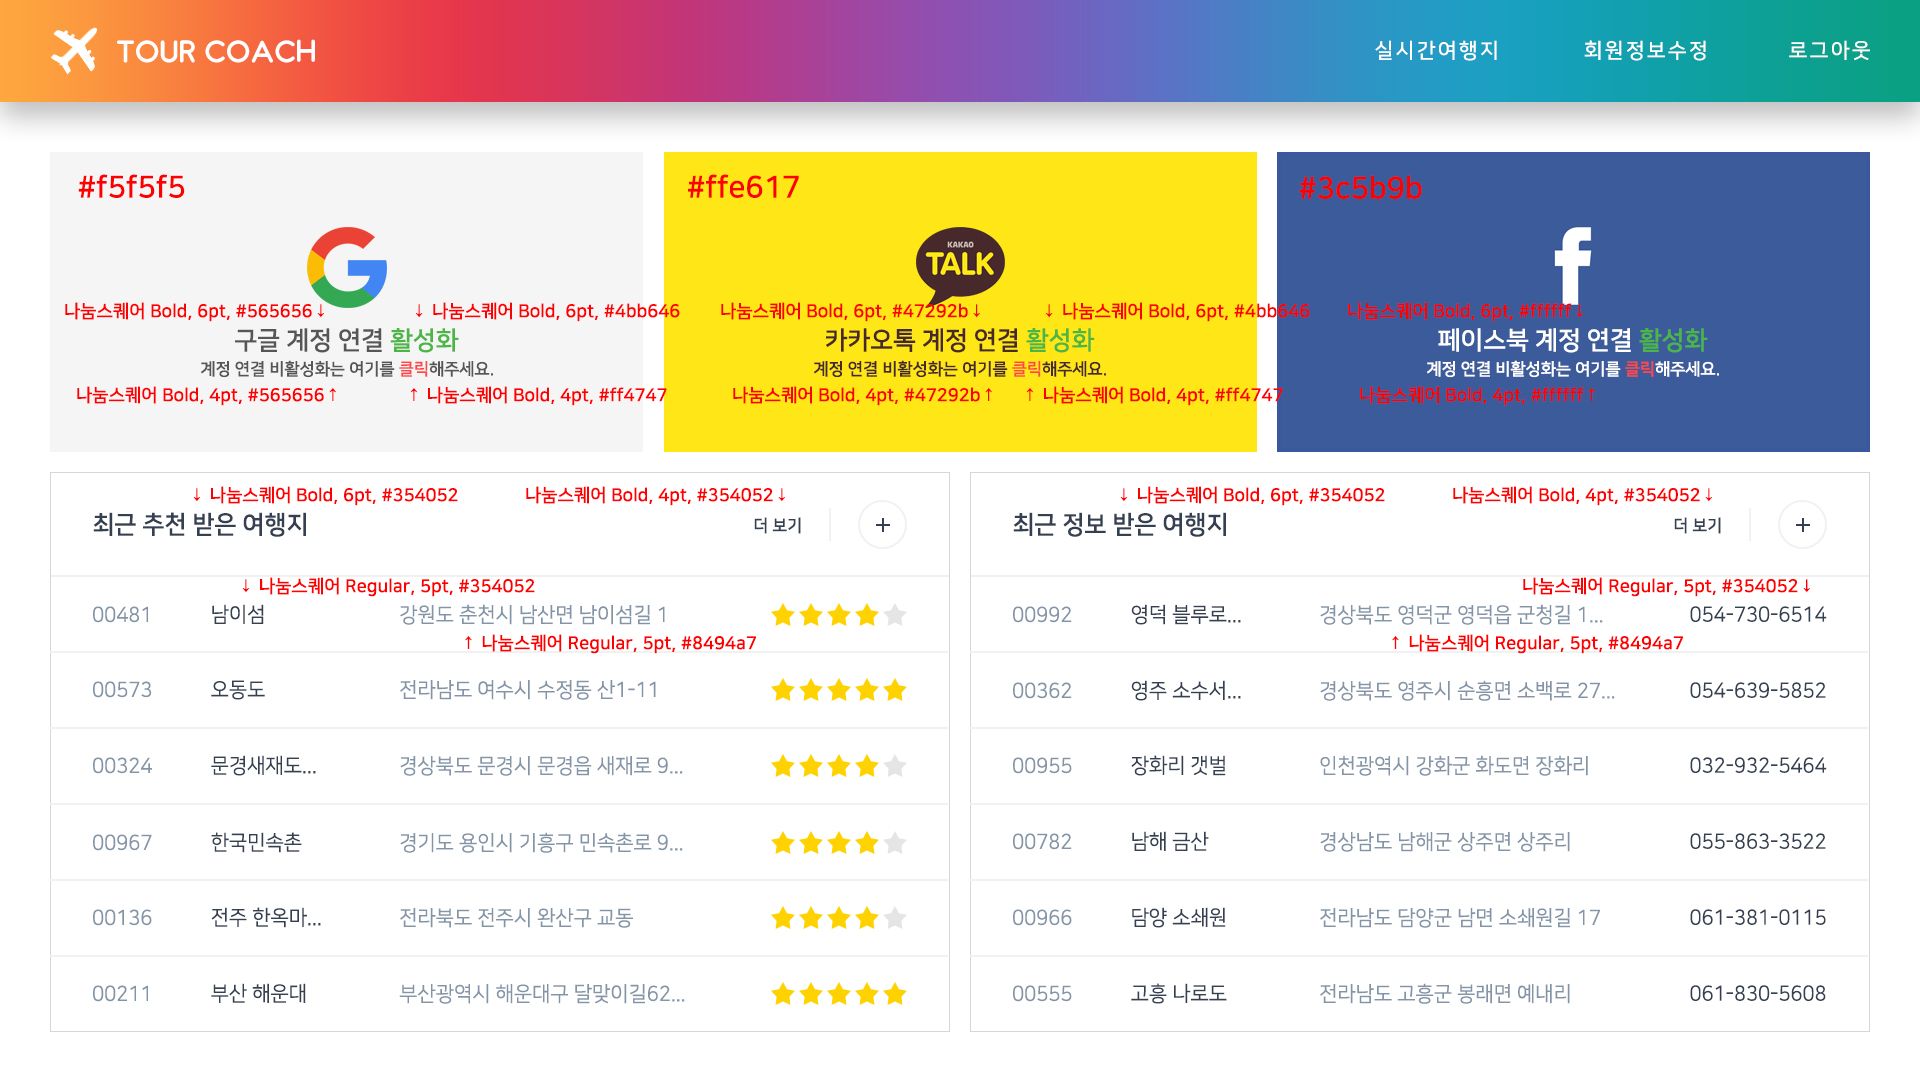 TOUR COACH
실시간여행지 회원정보수정 로그아웃
#f5f5f5
나눔스퀘어 Bold, 6pt, #565656↓ ↓ 나눔스퀘어 Bold, 6pt, #4bb646
구글 계정 연결 활성화
계정 연결 비활성화는 여기를 클릭해주세요.
나눔스퀘어 Bold, 4pt, #565656↑ ↑ 나눔스퀘어 Bold, 4pt, #ff4747
#ffe617
KAKAO
TALK
나눔스퀘어 Bold, 6pt, #47292b↓ ↓ 나눔스퀘어 Bold, 6pt, #4bb646
카카오톡 계정 연결 활성화
계정 연결 비활성화는 여기를 클릭해주세요.
나눔스퀘어 Bold, 4pt, #47292b↑ ↑ 나눔스퀘어 Bold, 4pt, #ff4747
#3c5b9b
나눔스퀘어 Bold, 6pt, #ffffff↓
페이스북 계정 연결 활성화
계정 연결 비활성화는 여기를 클릭해주세요.
나눔스퀘어 Bold, 4pt, #ffffff↑
↓ 나눔스퀘어 Bold, 6pt, #354052 나눔스퀘어 Bold, 4pt, #354052↓
최근 추천 받은 여행지 더 보기 +
↓ 나눔스퀘어 Regular, 5pt, #354052
00481 남이섬 강원도 춘천시 남산면 남이섬길 1
↑ 나눔스퀘어 Regular, 5pt, #8494a7
00573 오동도 전라남도 여수시 수정동 산1-11
00324 문경새재도... 경상북도 문경시 문경읍 새재로 9...
00967 한국민속촌 경기도 용인시 기흥구 민속촌로 9...
00136 전주 한옥마... 전라북도 전주시 완산구 교동
00211 부산 해운대 부산광역시 해운대구 달맞이길62...
↓ 나눔스퀘어 Bold, 6pt, #354052 나눔스퀘어 Bold, 4pt, #354052↓
최근 정보 받은 여행지 더 보기 +
나눔스퀘어 Regular, 5pt, #354052↓
00992 영덕 블루로... 경상북도 영덕군 영덕읍 군청길 1... 054-730-6514
↑ 나눔스퀘어 Regular, 5pt, #8494a7
00362 영주 소수서... 경상북도 영주시 순흥면 소백로 27... 054-639-5852
00955 장화리 갯벌 인천광역시 강화군 화도면 장화리 032-932-5464
00782 남해 금산 경상남도 남해군 상주면 상주리 055-863-3522
00966 담양 소쇄원 전라남도 담양군 남면 소쇄원길 17 061-381-0115
00555 고흥 나로도 전라남도 고흥군 봉래면 예내리 061-830-5608